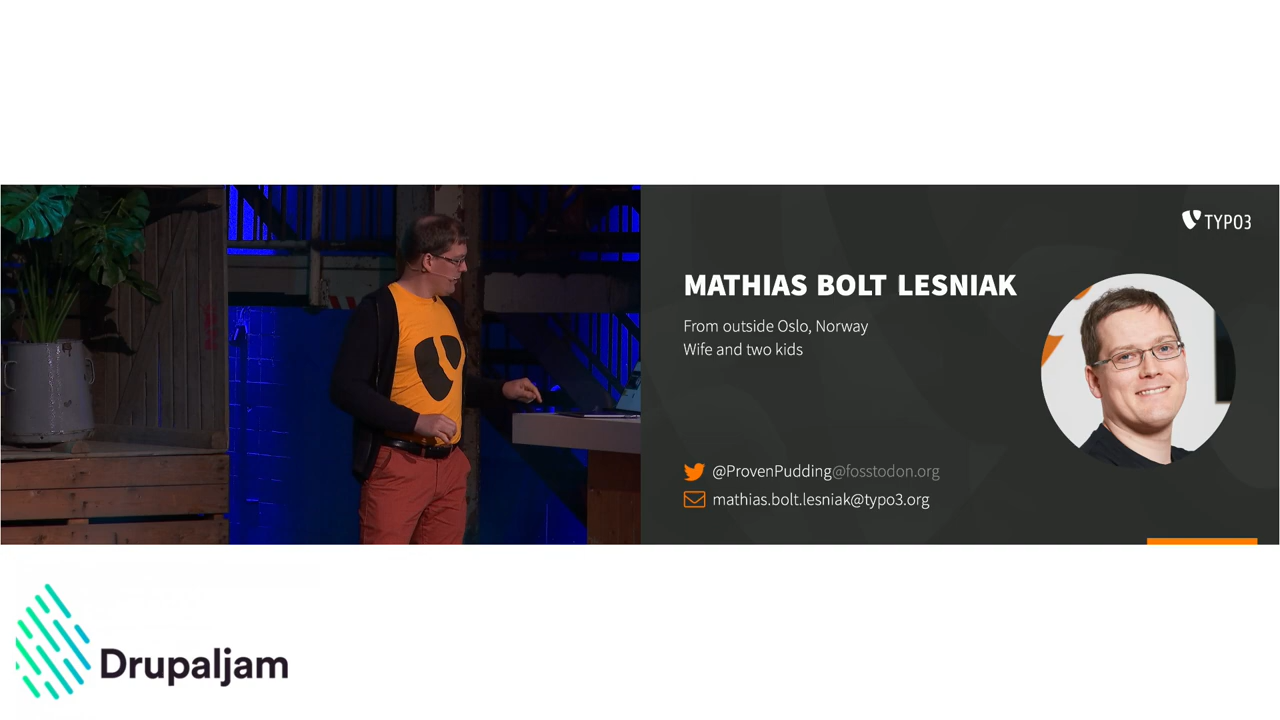 TYPO3
MATHIAS BOLT LESNIAK
From outside Oslo, Norway
Wife and two kids
@ProvenPudding@fosstodon.org
mathias.bolt.lesniak@typo3.org
Drupaljam